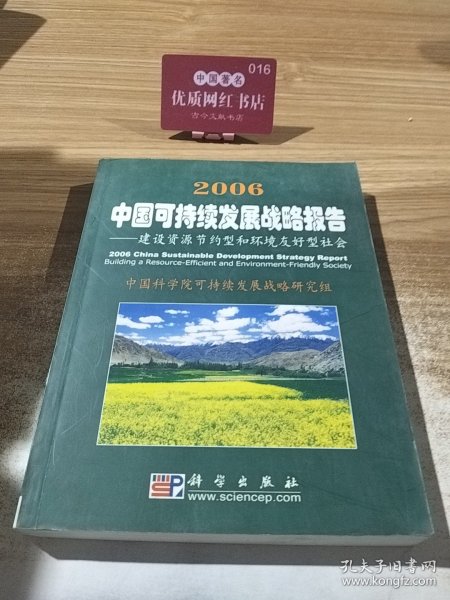 016
中国著名
优质网红书店
古今文献书店
2006
中国可持续发展战略报告
——建设资源节约型和环境友好型社会
2006 China Sustainable Development Strategy Report
Building a Resource-Efficient and Environment-Friendly Society
中国科学院可持续发展战略研究组
SP
科学出版社
www.sciencep.com
孔夫子旧书网
www.kongfz.com